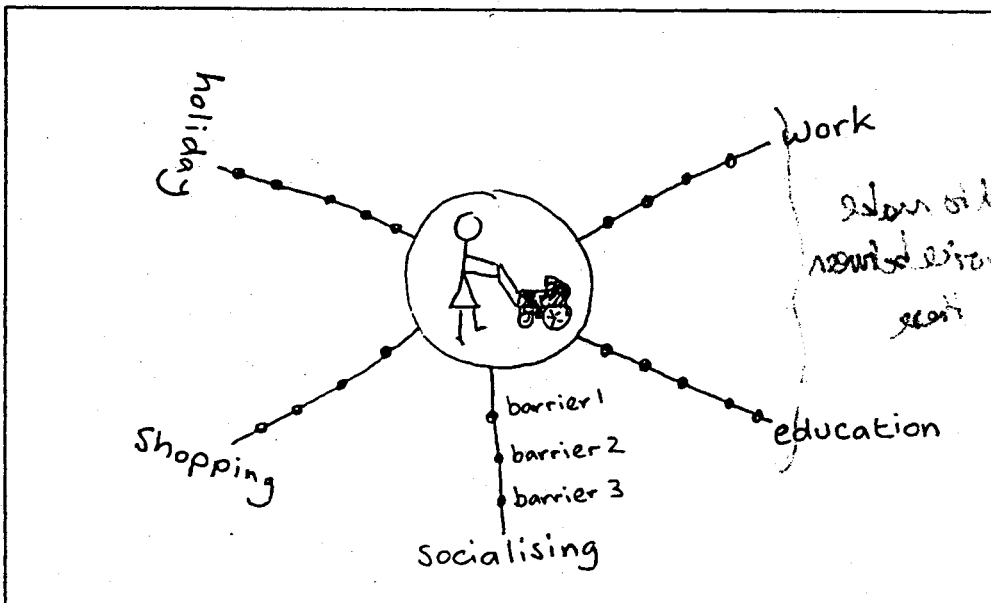 holiday
work
Shopping
barrier 1
barrier 2
barrier 3
education
Socialising